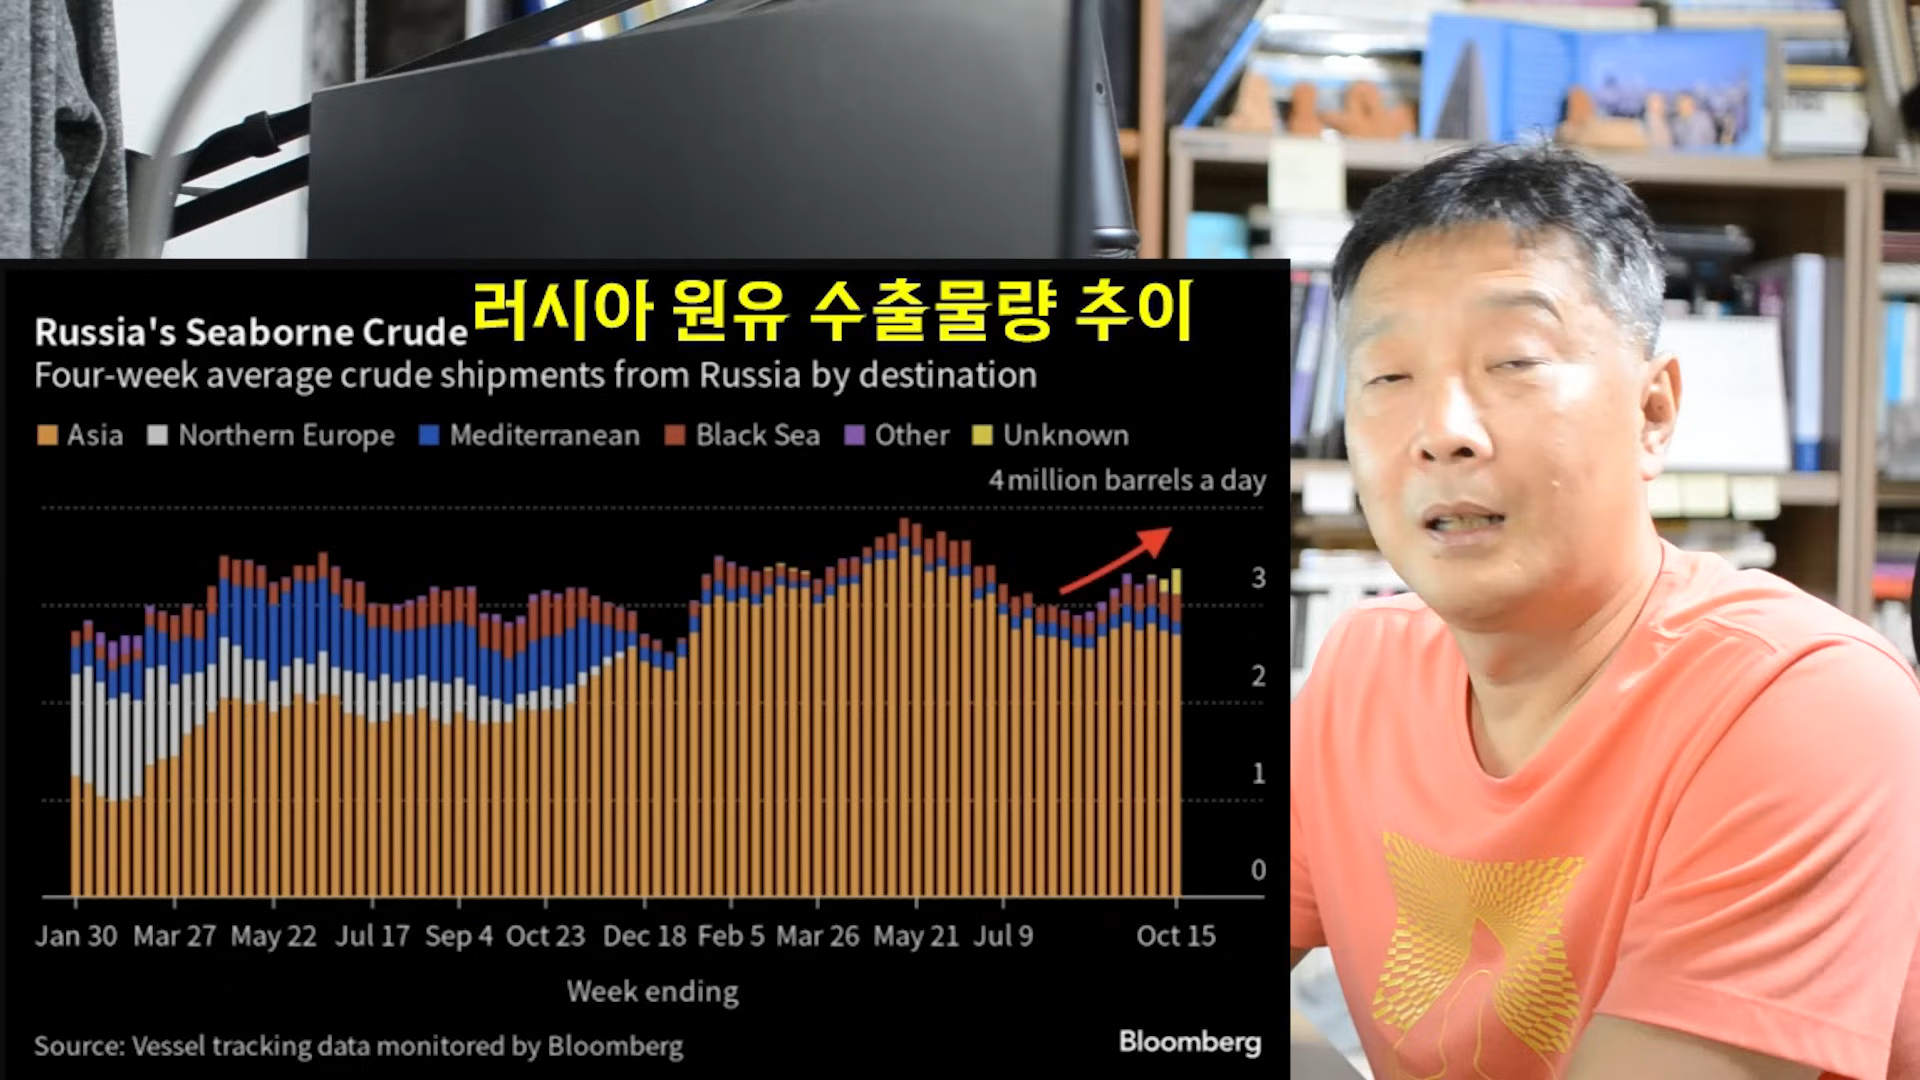 러시아 원유 수출물량 추이
Russia's Seaborne Crude
Four-week average crude shipments from Russia by destination
Asia Northern Europe Mediterranean Black Sea Other Unknown
4 million barrels a day
3
2
1
0
Jan 30 Mar 27 May 22 Jul 17 Sep 4 Oct 23 Dec 18 Feb 5 Mar 26 May 21 Jul 9 Oct 15
Week ending
Source: Vessel tracking data monitored by Bloomberg
Bloomberg